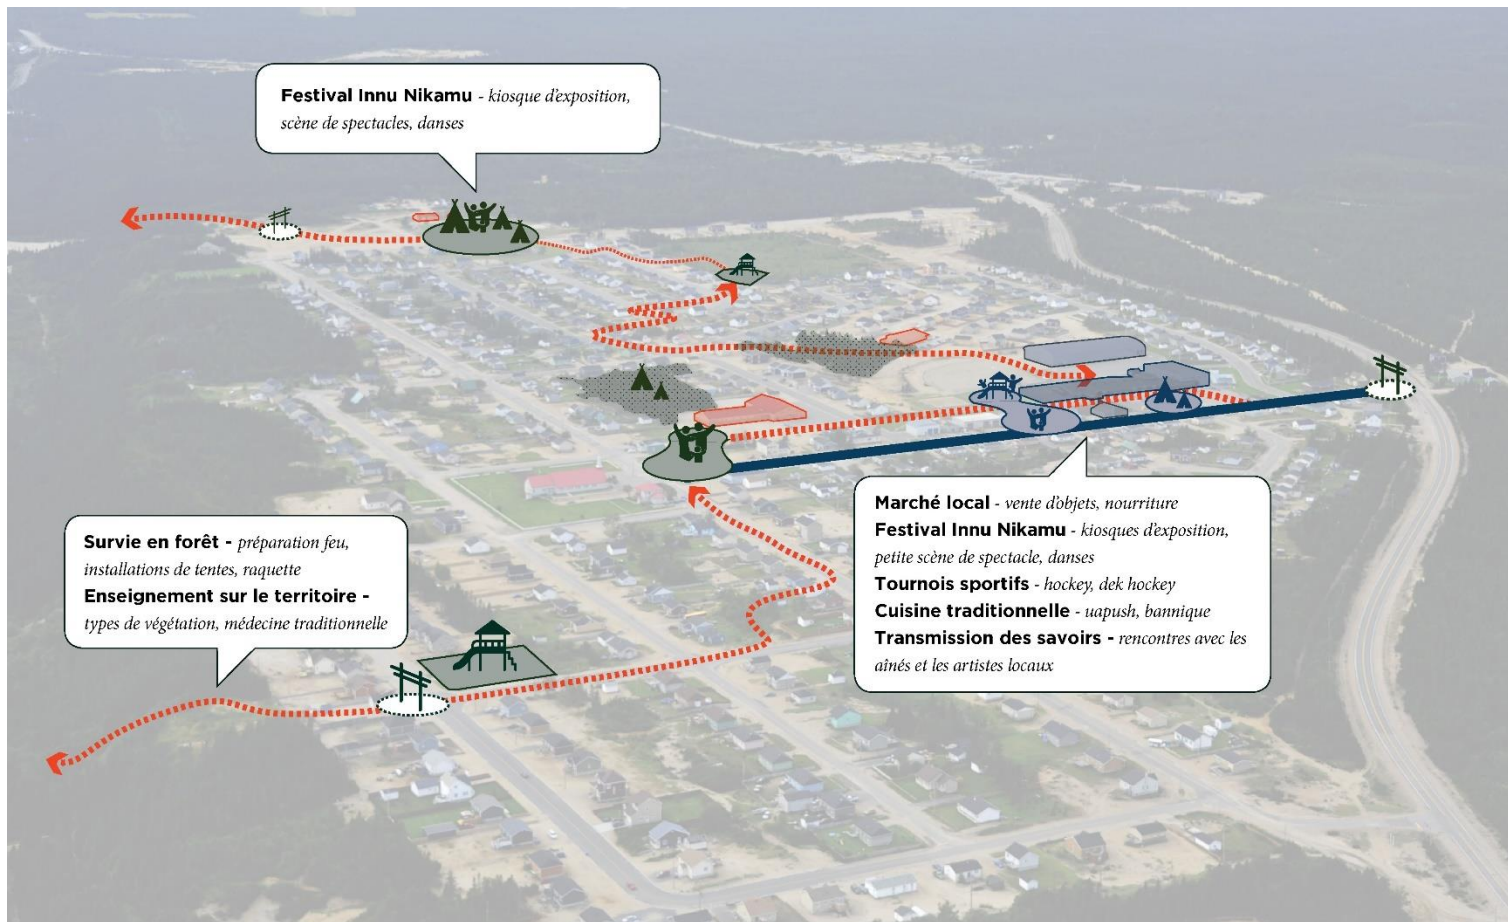 Festival Innu Nikamu - kiosque d'exposition,
scène de spectacles, danses
Survie en forêt - préparation feu,
installations de tentes, raquette
Enseignement sur le territoire -
types de végétation, médecine traditionnelle
Marché local - vente d'objets, nourriture
Festival Innu Nikamu - kiosques d'exposition,
petite scène de spectacle, danses
Tournois sportifs - hockey, dek hockey
Cuisine traditionnelle - uapush, bannique
Transmission des savoirs - rencontres avec les
aînés et les artistes locaux